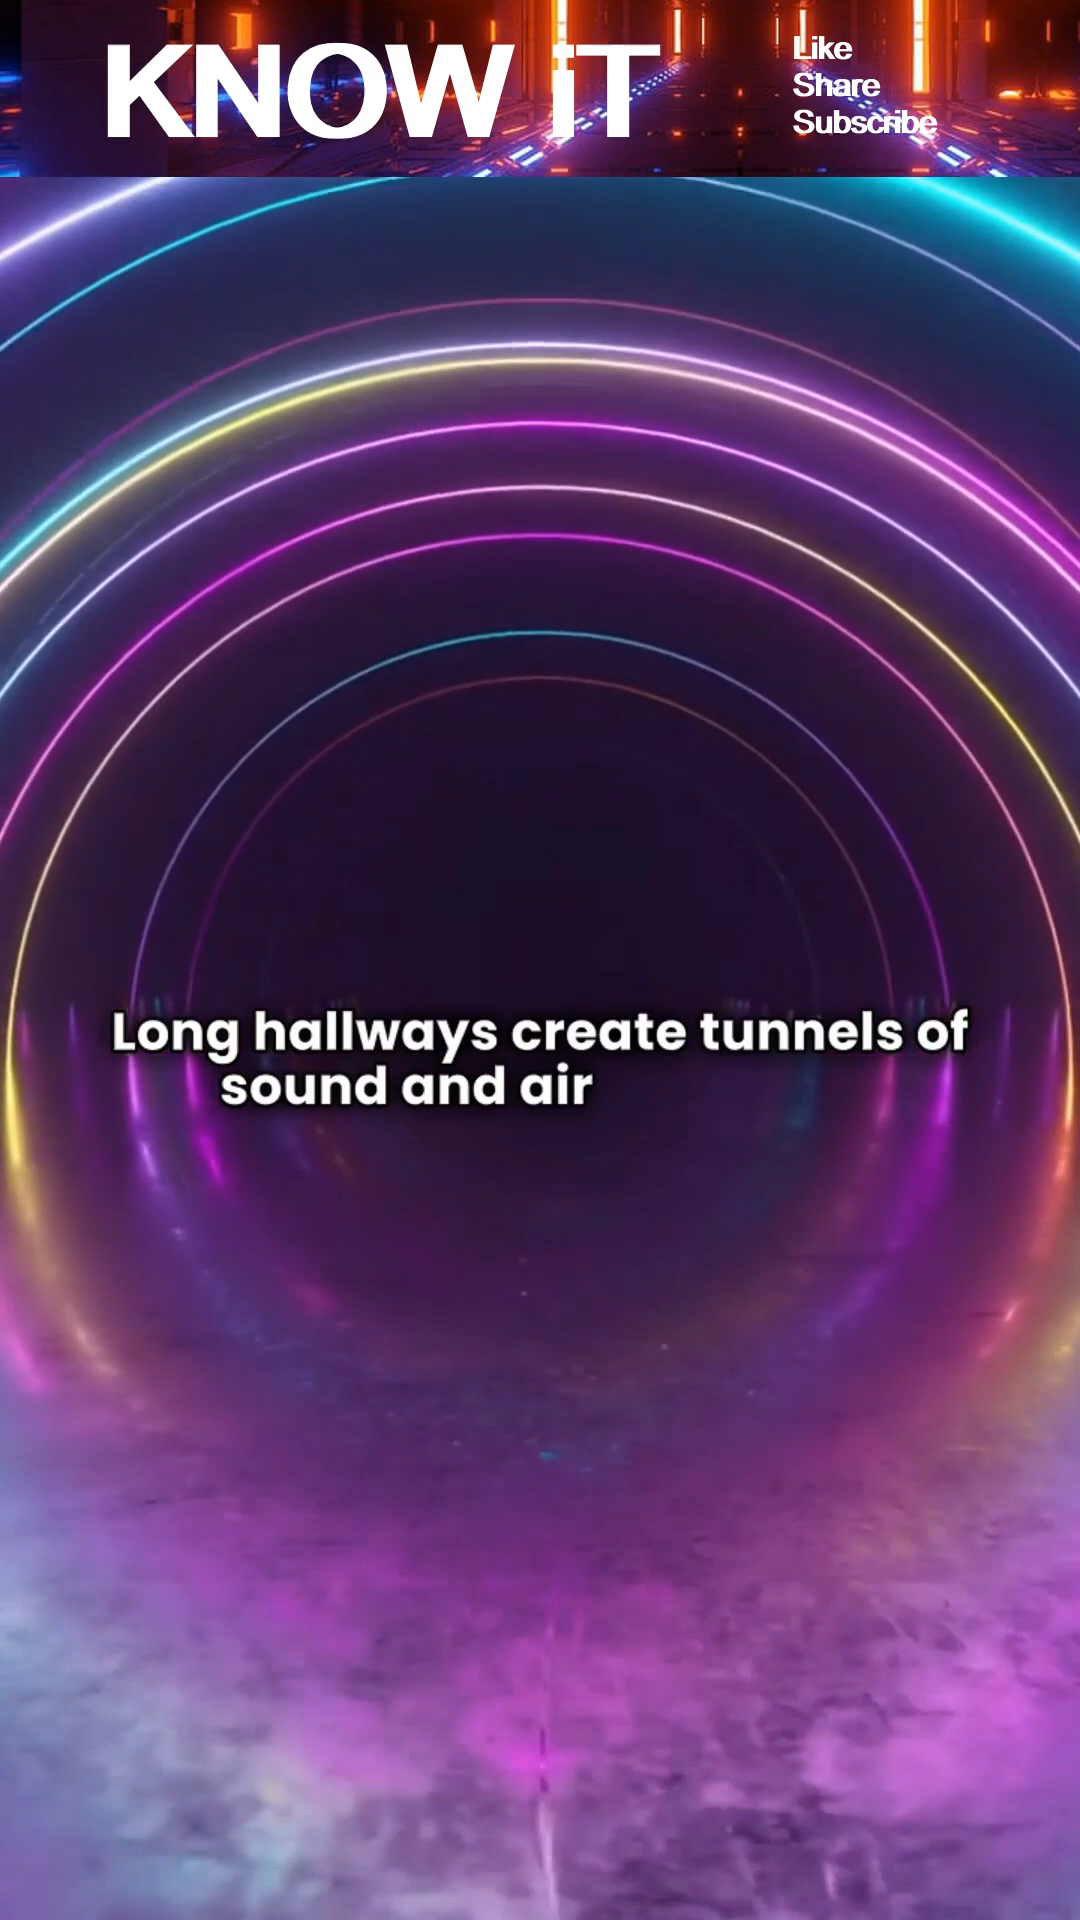 KNOW iT
Like
Share
Subscribe
Long hallways create tunnels of
sound and air